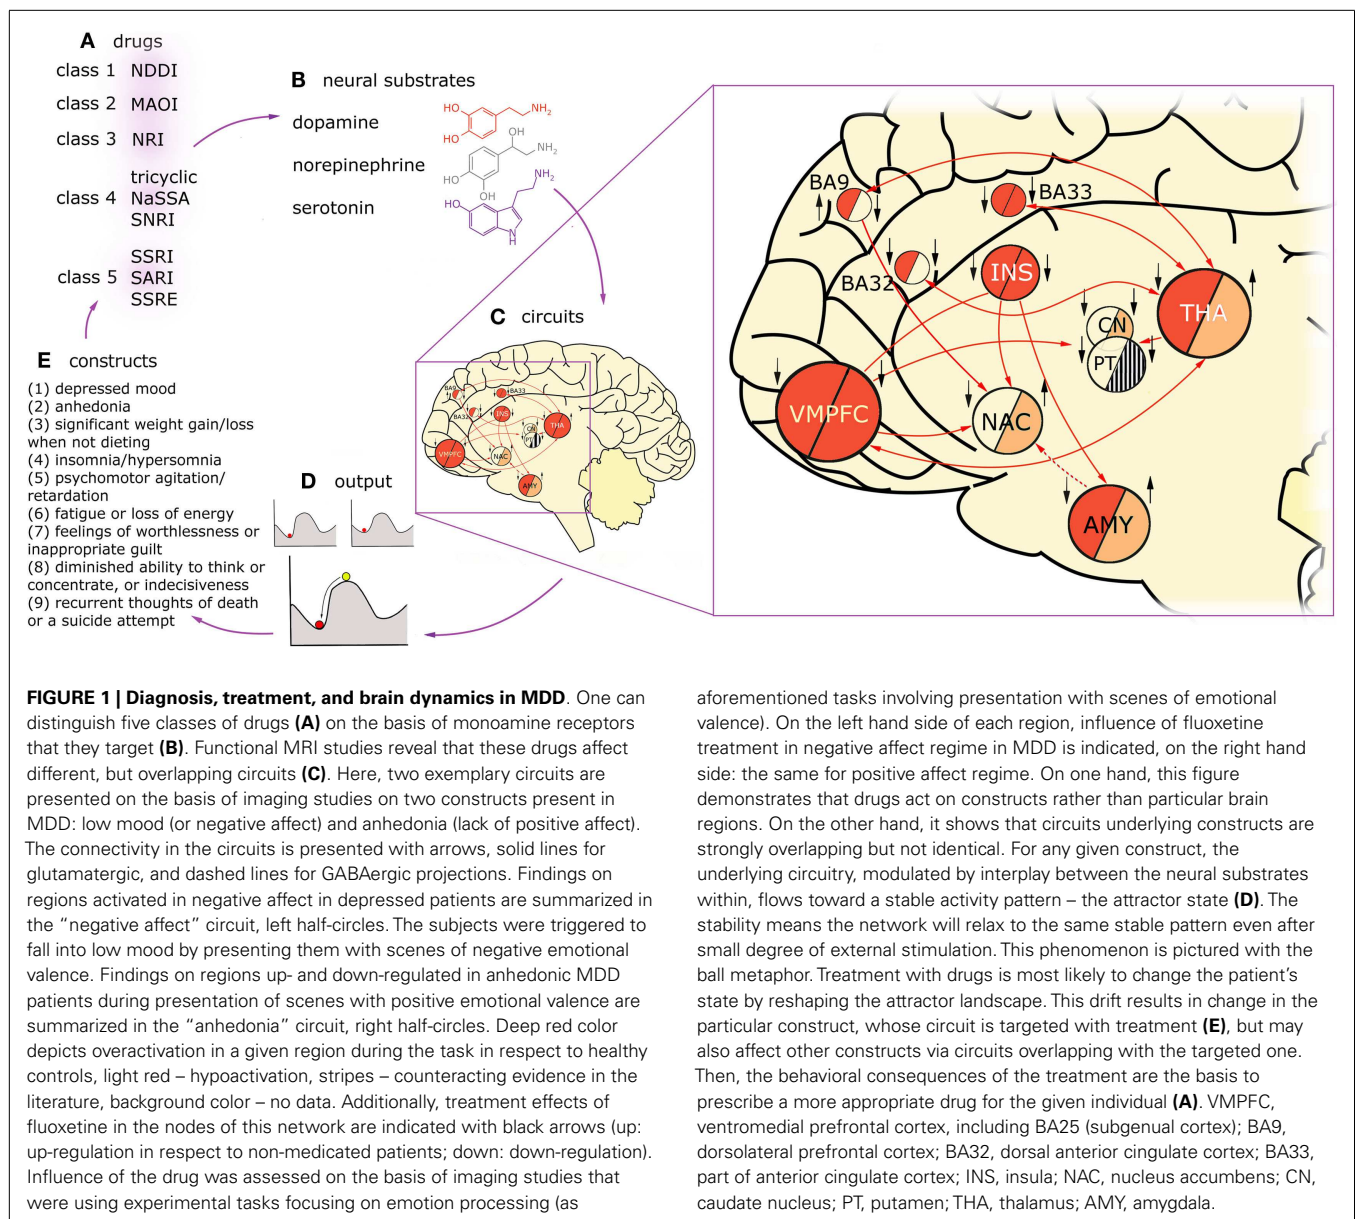 A drugs
class 1 NDDI
class 2 MAOI
class 3 NRI
tricyclic
class 4 NaSSA
SNRI
SSRI
class 5 SARI
SSRE
B neural substrates
dopamine
norepinephrine
serotonin
HO
NH2
HO
OH
HO
NH2
OH
NH2
HO
N
H
C circuits
BA9
BA33
BA32
INS
THA
CN
PT
VMPFC
NAC
AMY
D output
E constructs
(1) depressed mood
(2) anhedonia
(3) significant weight gain/loss
when not dieting
(4) insomnia/hypersomnia
(5) psychomotor agitation/
retardation
(6) fatigue or loss of energy
(7) feelings of worthlessness or
inappropriate guilt
(8) diminished ability to think or
concentrate, or indecisiveness
(9) recurrent thoughts of death
or a suicide attempt
BA9
BA33
BA32
INS
THA
CN
PT
VMPFC
NAC
AMY
FIGURE 1 | Diagnosis, treatment, and brain dynamics in MDD. One can
distinguish five classes of drugs (A) on the basis of monoamine receptors
that they target (B). Functional MRI studies reveal that these drugs affect
different, but overlapping circuits (C). Here, two exemplary circuits are
presented on the basis of imaging studies on two constructs present in
MDD: low mood (or negative affect) and anhedonia (lack of positive affect).
The connectivity in the circuits is presented with arrows, solid lines for
glutamatergic, and dashed lines for GABAergic projections. Findings on
regions activated in negative affect in depressed patients are summarized in
the “negative affect” circuit, left half-circles. The subjects were triggered to
fall into low mood by presenting them with scenes of negative emotional
valence. Findings on regions up- and down-regulated in anhedonic MDD
patients during presentation of scenes with positive emotional valence are
summarized in the “anhedonia” circuit, right half-circles. Deep red color
depicts overactivation in a given region during the task in respect to healthy
controls, light red – hypoactivation, stripes – counteracting evidence in the
literature, background color – no data. Additionally, treatment effects of
fluoxetine in the nodes of this network are indicated with black arrows (up:
up-regulation in respect to non-medicated patients; down: down-regulation).
Influence of the drug was assessed on the basis of imaging studies that
were using experimental tasks focusing on emotion processing (as
aforementioned tasks involving presentation with scenes of emotional
valence). On the left hand side of each region, influence of fluoxetine
treatment in negative affect regime in MDD is indicated, on the right hand
side: the same for positive affect regime. On one hand, this figure
demonstrates that drugs act on constructs rather than particular brain
regions. On the other hand, it shows that circuits underlying constructs are
strongly overlapping but not identical. For any given construct, the
underlying circuitry, modulated by interplay between the neural substrates
within, flows toward a stable activity pattern – the attractor state (D). The
stability means the network will relax to the same stable pattern even after
small degree of external stimulation. This phenomenon is pictured with the
ball metaphor. Treatment with drugs is most likely to change the patient’s
state by reshaping the attractor landscape. This drift results in change in the
particular construct, whose circuit is targeted with treatment (E), but may
also affect other constructs via circuits overlapping with the targeted one.
Then, the behavioral consequences of the treatment are the basis to
prescribe a more appropriate drug for the given individual (A). VMPFC,
ventromedial prefrontal cortex, including BA25 (subgenual cortex); BA9,
dorsolateral prefrontal cortex; BA32, dorsal anterior cingulate cortex; BA33,
part of anterior cingulate cortex; INS, insula; NAC, nucleus accumbens; CN,
caudate nucleus; PT, putamen; THA, thalamus; AMY, amygdala.